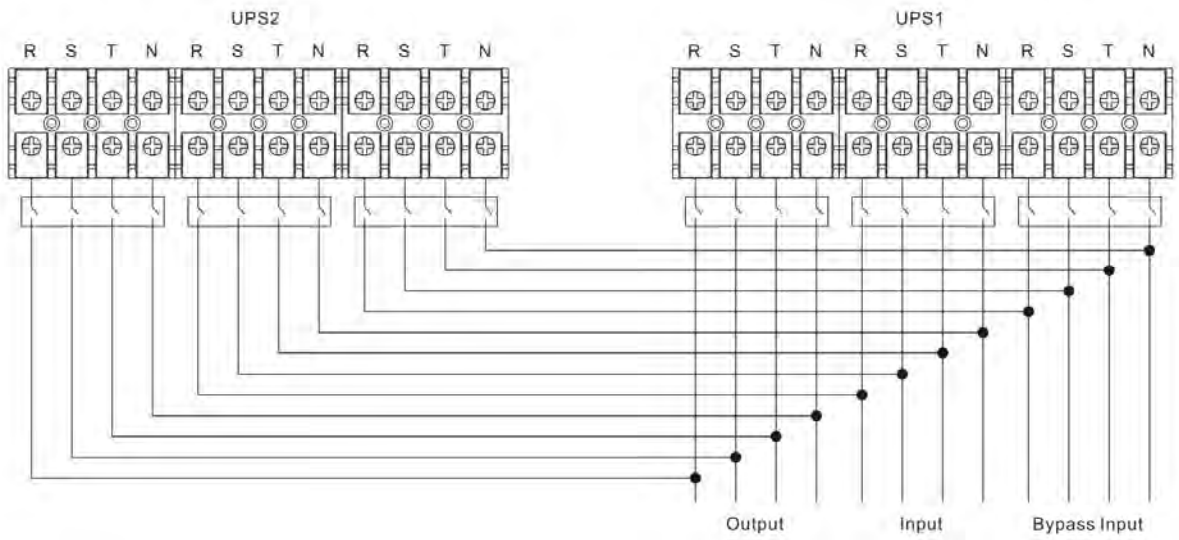 UPS2 UPS1
R S T N R S T N R S T N R S T N R S T N R S T N
Output Input Bypass Input